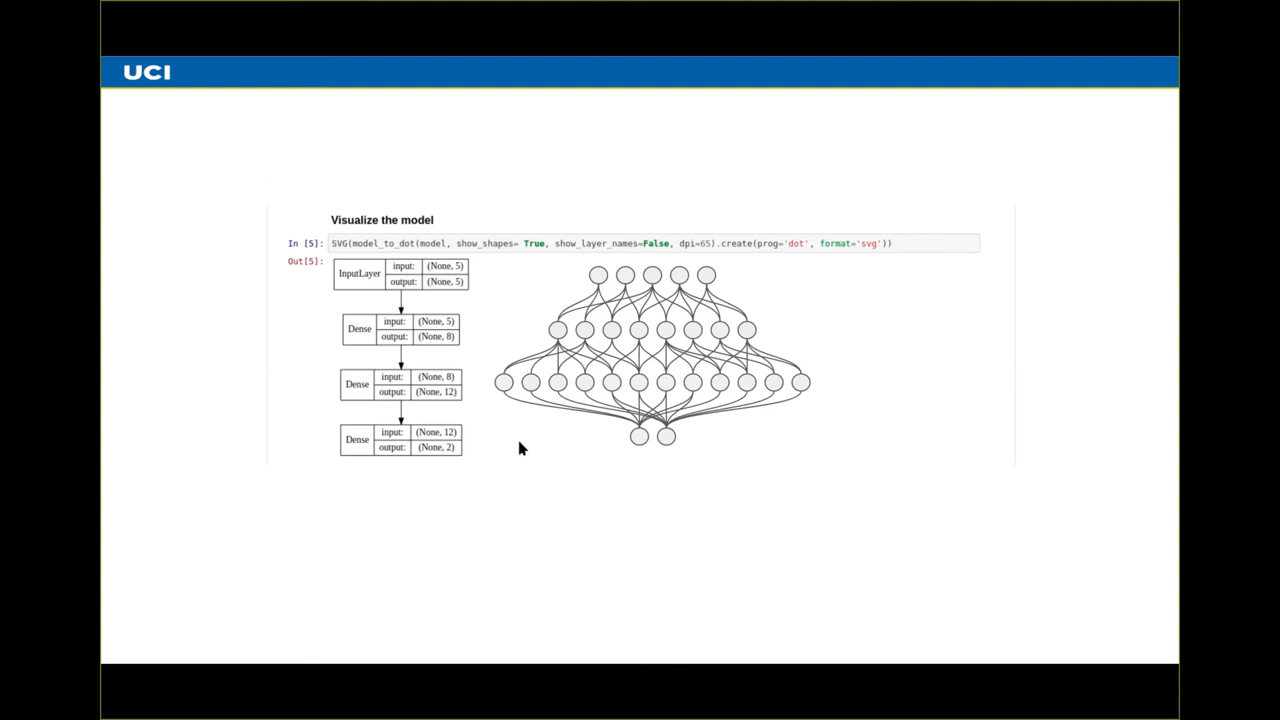 UCI
Visualize the model
In [5]: SVG(model_to_dot(model, show_shapes= True, show_layer_names=False, dpi=65).create(prog='dot', format='svg'))
Out[5]:
InputLayer input: (None, 5)
output: (None, 5)
Dense input: (None, 5)
output: (None, 8)
Dense input: (None, 8)
output: (None, 12)
Dense input: (None, 12)
output: (None, 2)